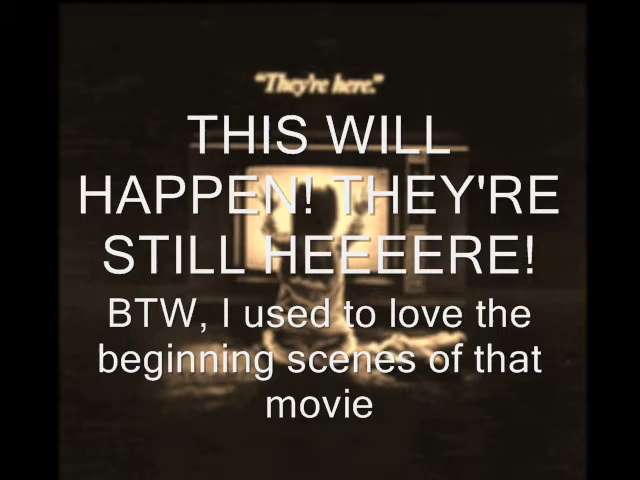 “They’re here.”
THIS WILL
HAPPEN! THEY'RE
STILL HEEEERE!
BTW, I used to love the
beginning scenes of that
movie